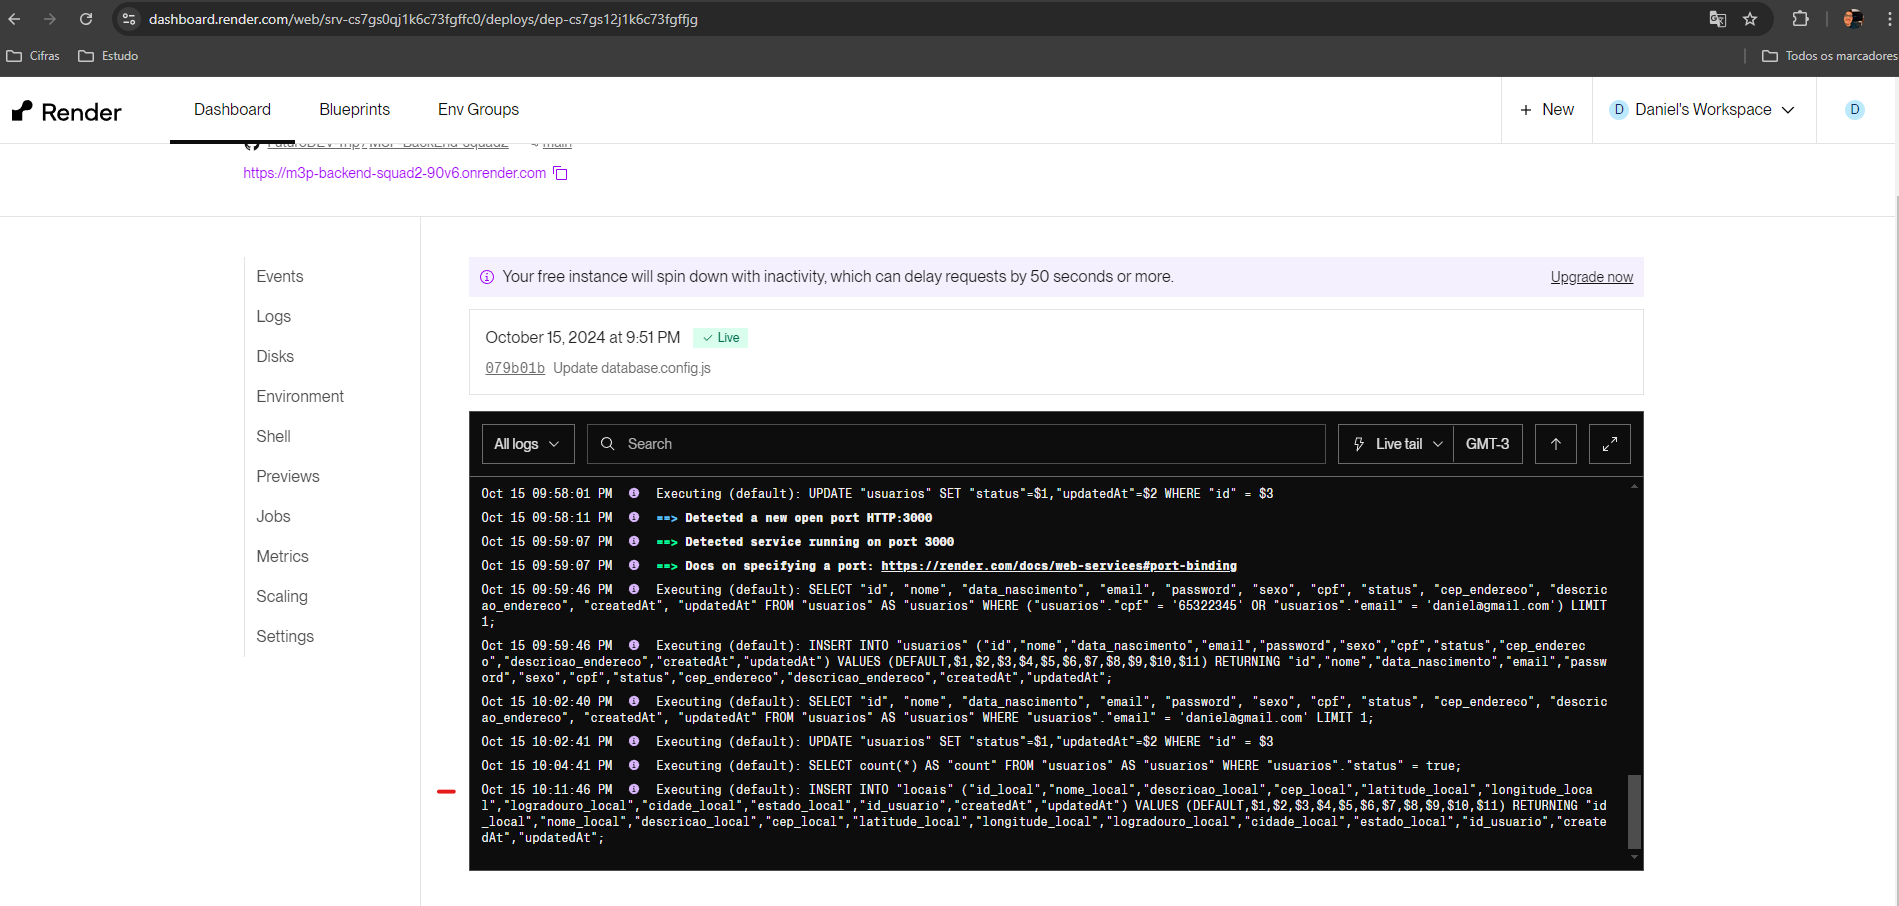 dashboard.render.com/web/srv-cs7gs0qj1k6c73fgffc0/deploys/dep-cs7gs12j1k6c73fgffjg
Cifras Estudo Todos os marcadores
Render Dashboard Blueprints Env Groups + New D Daniel's Workspace D
M3P-BackEnd-squad2 main
https://m3p-backend-squad2-90v6.onrender.com
Events
Logs
Disks
Environment
Shell
Previews
Jobs
Metrics
Scaling
Settings
Your free instance will spin down with inactivity, which can delay requests by 50 seconds or more. Upgrade now
October 15, 2024 at 9:51 PM Live
079b01b Update database.config.js
All logs Search Live tail GMT-3
Oct 15 09:58:01 PM Executing (default): UPDATE "usuarios" SET "status"=$1,"updatedAt"=$2 WHERE "id" = $3
Oct 15 09:58:11 PM ==> Detected a new open port HTTP:3000
Oct 15 09:59:07 PM ==> Detected service running on port 3000
Oct 15 09:59:07 PM ==> Docs on specifying a port: https://render.com/docs/web-services#port-binding
Oct 15 09:59:46 PM Executing (default): SELECT "id", "nome", "data_nascimento", "email", "password", "sexo", "cpf", "status", "cep_endereco", "descric
ao_endereco", "createdAt", "updatedAt" FROM "usuarios" AS "usuarios" WHERE ("usuarios"."cpf" = '65322345' OR "usuarios"."email" = 'daniel@gmail.com') LIMIT
1;
Oct 15 09:59:46 PM Executing (default): INSERT INTO "usuarios" ("id","nome","data_nascimento","email","password","sexo","cpf","status","cep_enderec
o","descricao_endereco","createdAt","updatedAt") VALUES (DEFAULT,$1,$2,$3,$4,$5,$6,$7,$8,$9,$10,$11) RETURNING "id","nome","data_nascimento","email","passw
ord","sexo","cpf","status","cep_endereco","descricao_endereco","createdAt","updatedAt";
Oct 15 10:02:40 PM Executing (default): SELECT "id", "nome", "data_nascimento", "email", "password", "sexo", "cpf", "status", "cep_endereco", "descric
ao_endereco", "createdAt", "updatedAt" FROM "usuarios" AS "usuarios" WHERE "usuarios"."email" = 'daniel@gmail.com' LIMIT 1;
Oct 15 10:02:41 PM Executing (default): UPDATE "usuarios" SET "status"=$1,"updatedAt"=$2 WHERE "id" = $3
Oct 15 10:04:41 PM Executing (default): SELECT count(*) AS "count" FROM "usuarios" AS "usuarios" WHERE "usuarios"."status" = true;
Oct 15 10:11:46 PM Executing (default): INSERT INTO "locais" ("id_local","nome_local","descricao_local","cep_local","latitude_local","longitude_loca
l","logradouro_local","cidade_local","estado_local","id_usuario","createdAt","updatedAt") VALUES (DEFAULT,$1,$2,$3,$4,$5,$6,$7,$8,$9,$10,$11) RETURNING "id
_local","nome_local","descricao_local","cep_local","latitude_local","longitude_local","logradouro_local","cidade_local","estado_local","id_usuario","create
dAt","updatedAt";